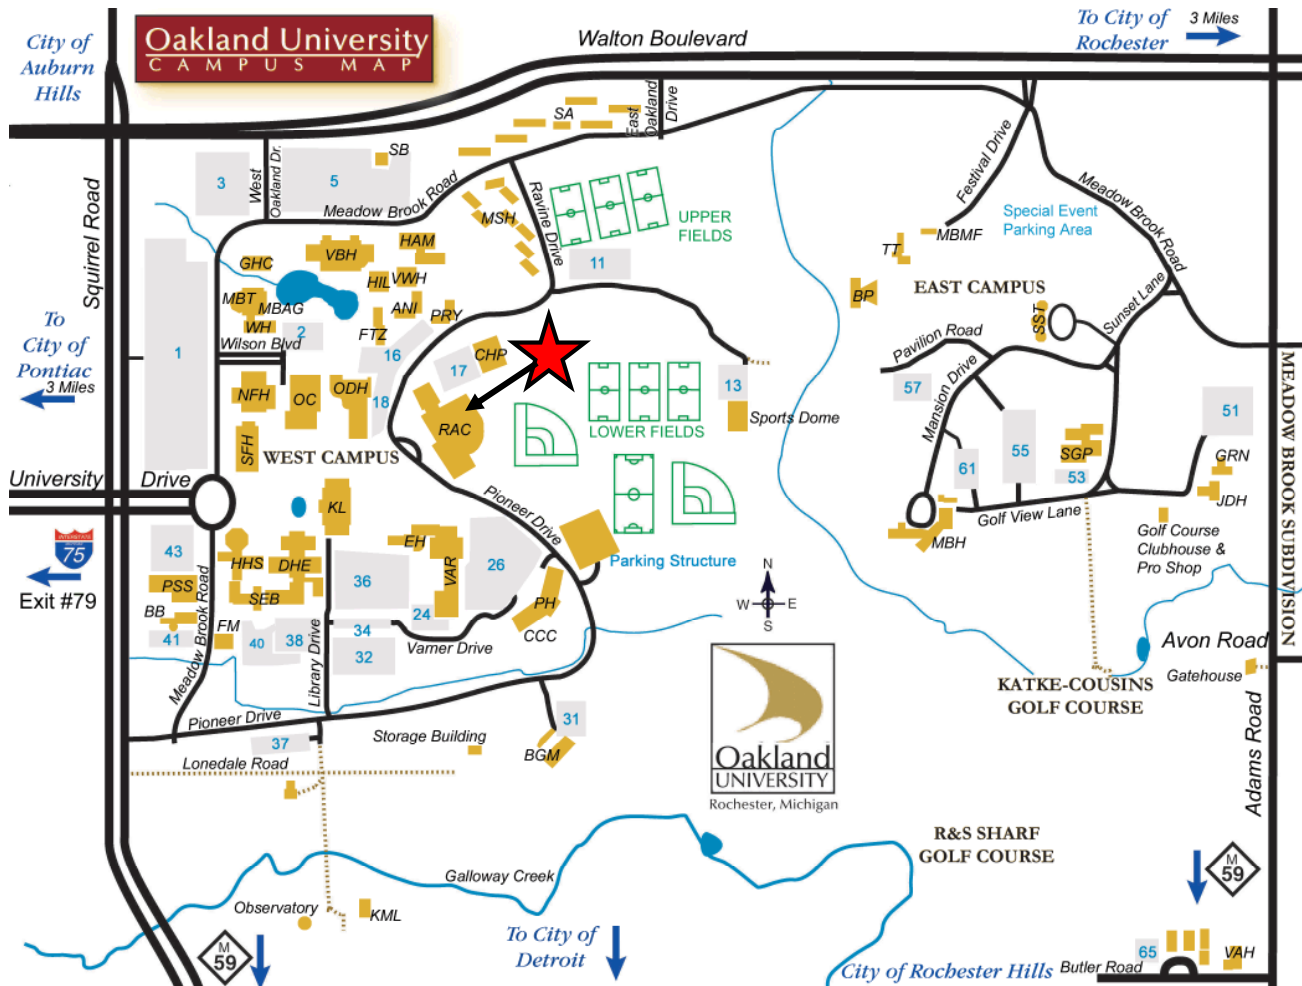 Oakland University
CAMPUS MAP
City of
Auburn
Hills
Walton Boulevard
To City of
Rochester
3 Miles
SA
East
Oakland
Drive
SB
3
West
Oakland Dr.
5
Meadow Brook Road
Squirrel Road
MSH
Ravine Drive
UPPER
FIELDS
11
Festival Drive
Meadow Brook Road
Special Event
Parking Area
MBMF
TT
BP
EAST CAMPUS
SST
Sunset Lane
GHC
VBH
HAM
HIL
VWH
MBT
MBAG
ANI
PRY
FTZ
WH
2
Wilson Blvd
16
To
City of
Pontiac
3 Miles
1
17
CHP
NFH
OC
ODH
18
RAC
SFH
WEST CAMPUS
LOWER FIELDS
13
Sports Dome
Pavilion Road
57
Mansion Drive
55
61
SGP
53
51
GRN
JDH
MEADOW BROOK SUBDIVISION
University Drive
KL
Pioneer Drive
Golf View Lane
MBH
Golf Course
Clubhouse &
Pro Shop
INTERSTATE
75
Exit #79
43
PSS
BB
41
HHS
DHE
SEB
FM
40
38
36
EH
VAR
26
24
34
32
Varner Drive
PH
CCC
Parking Structure
N
W E
S
Meadow Brook Road
Library Drive
Pioneer Drive
37
Lonedale Road
Storage Building
31
BGM
Oakland
UNIVERSITY
Rochester, Michigan
KATKE-COUSINS
GOLF COURSE
Avon Road
Gatehouse
Adams Road
R&S SHARF
GOLF COURSE
Galloway Creek
Observatory
KML
M
59
To City of
Detroit
M
59
65
VAH
City of Rochester Hills
Butler Road